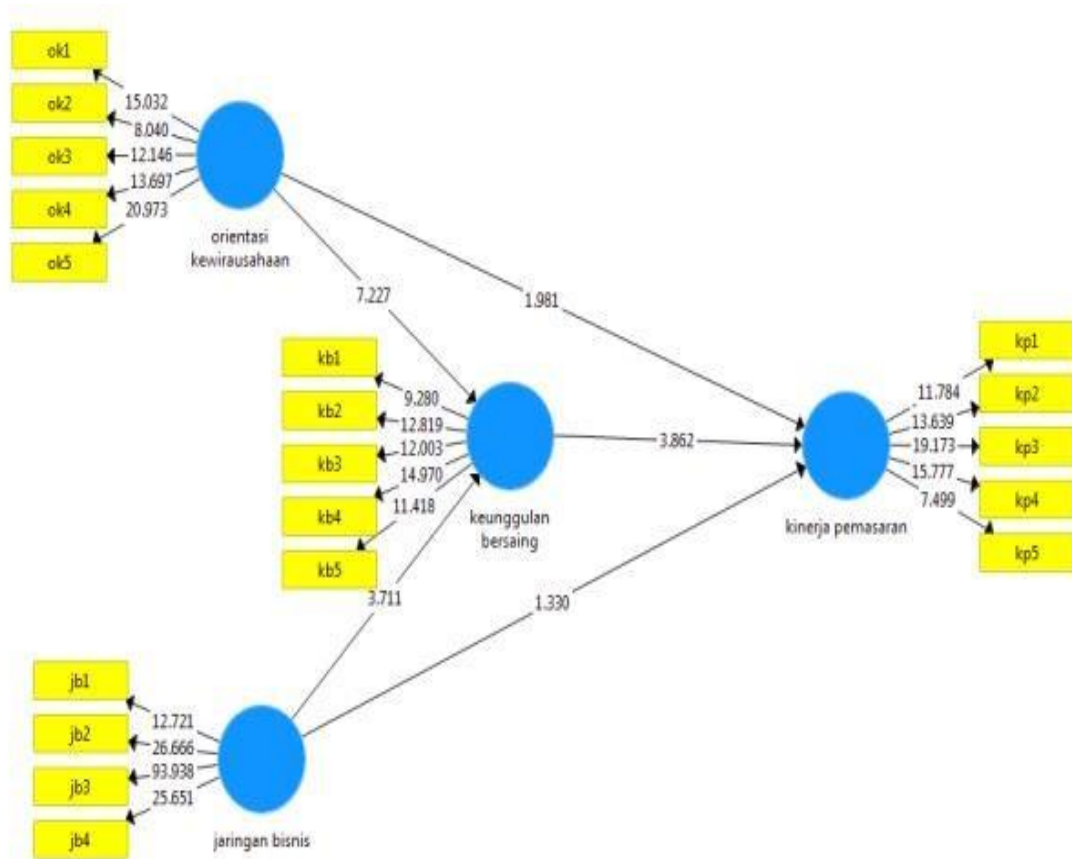 ok1
ok2
ok3
ok4
ok5
15.032
8.040
12.146
13.697
20.973
orientasi
kewirausahaan
7.227
1.981
kb1
kb2
kb3
kb4
kb5
9.280
12.819
12.003
14.970
11.418
keunggulan
bersaing
3.862
kp1
kp2
kp3
kp4
kp5
11.784
13.639
19.173
15.777
7.499
kinerja pemasaran
3.711
1.330
jb1
jb2
jb3
jb4
12.721
26.666
93.938
25.651
jaringan bisnis